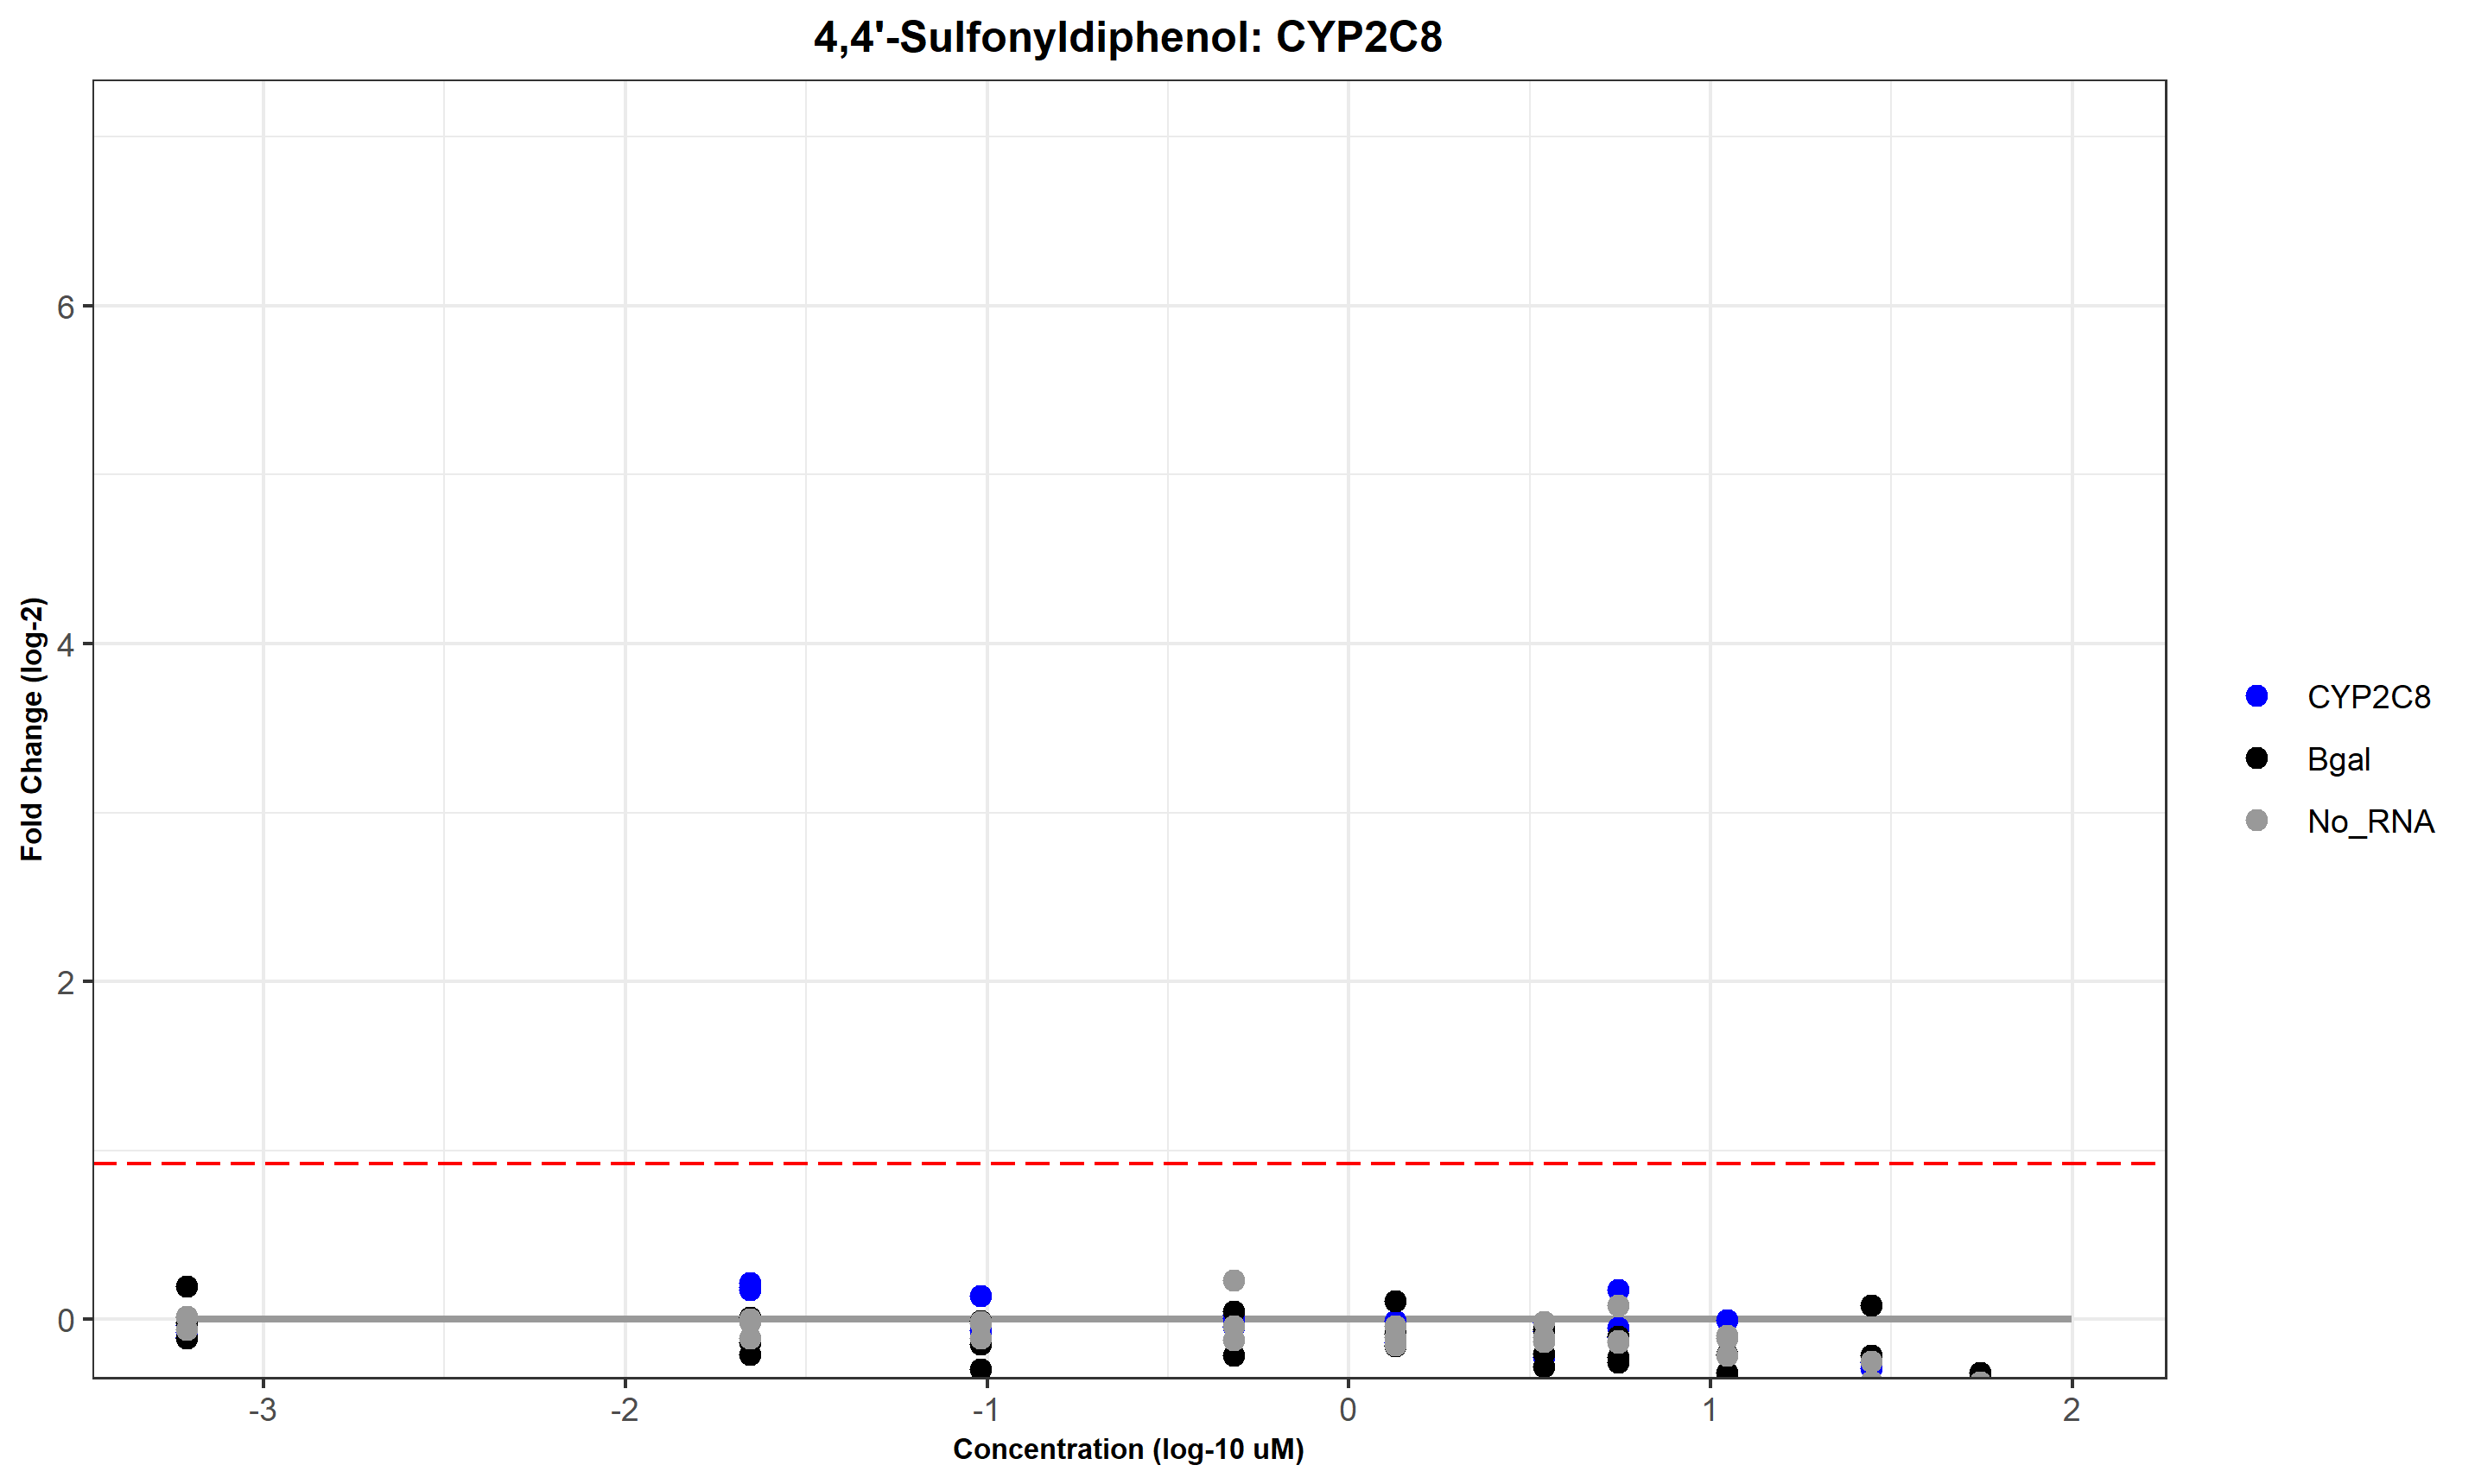 4,4'-Sulfonyldiphenol: CYP2C8
Fold Change (log-2)
6
4
2
0
-3
-2
-1
0
1
2
Concentration (log-10 uM)
CYP2C8
Bgal
No_RNA